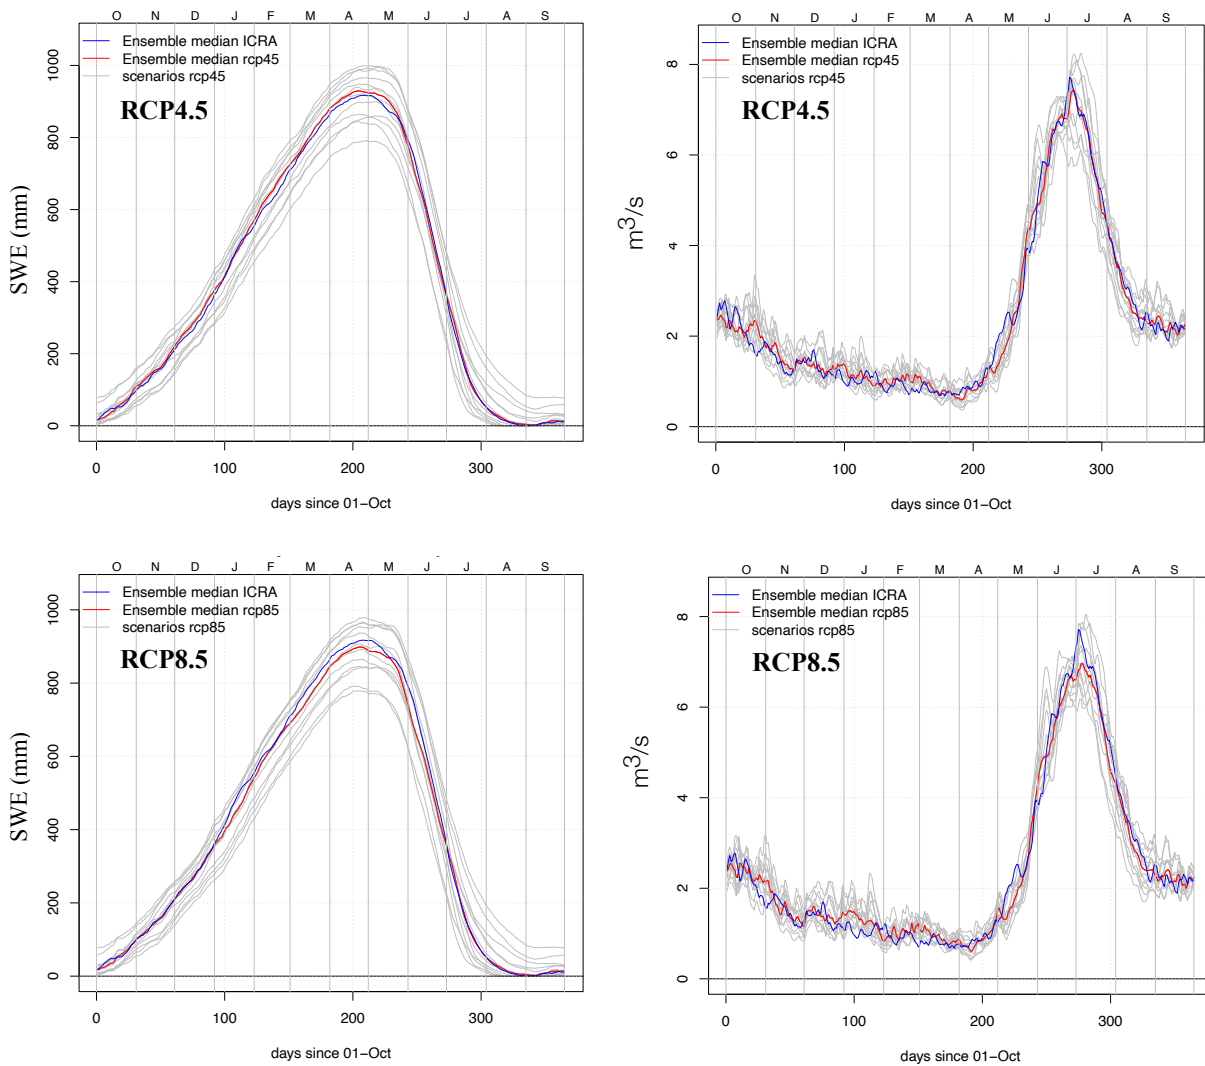 O N D J F M A M J J A S
Ensemble median ICRA
Ensemble median rcp45
scenarios rcp45
RCP4.5
SWE (mm)
0 200 400 600 800 1000
0 100 200 300
days since 01-Oct
O N D J F M A M J J A S
Ensemble median ICRA
Ensemble median rcp45
scenarios rcp45
RCP4.5
m3/s
0 2 4 6 8
0 100 200 300
days since 01-Oct
O N D J F M A M J J A S
Ensemble median ICRA
Ensemble median rcp85
scenarios rcp85
RCP8.5
SWE (mm)
0 200 400 600 800 1000
0 100 200 300
days since 01-Oct
O N D J F M A M J J A S
Ensemble median ICRA
Ensemble median rcp85
scenarios rcp85
RCP8.5
m3/s
0 2 4 6 8
0 100 200 300
days since 01-Oct